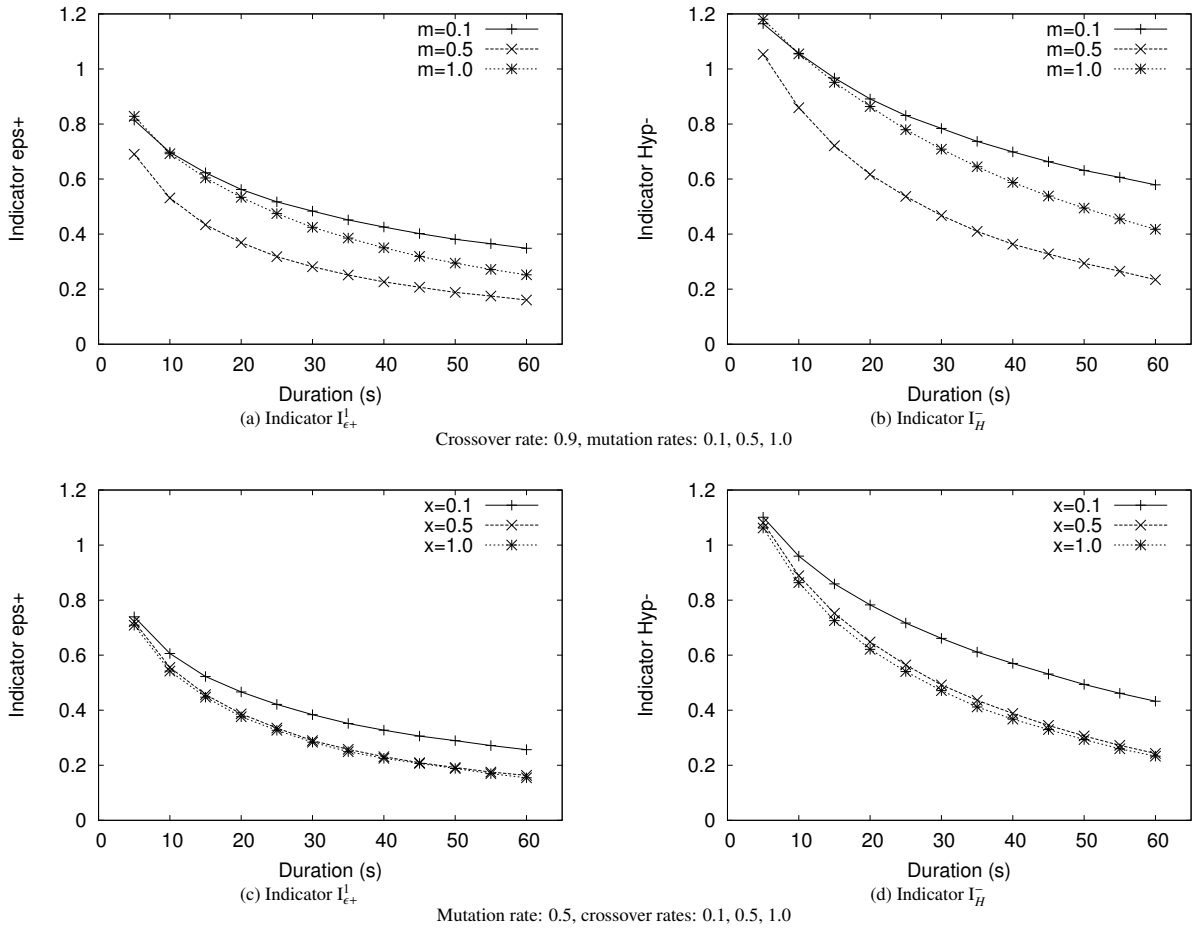 1.2
1
0.8
0.6
0.4
0.2
0
Indicator eps+
m=0.1
m=0.5
m=1.0
0 10 20 30 40 50 60
Duration (s)
(a) Indicator I¹ϵ+
1.2
1
0.8
0.6
0.4
0.2
0
Indicator Hyp-
m=0.1
m=0.5
m=1.0
0 10 20 30 40 50 60
Duration (s)
(b) Indicator I⁻H
Crossover rate: 0.9, mutation rates: 0.1, 0.5, 1.0
1.2
1
0.8
0.6
0.4
0.2
0
Indicator eps+
x=0.1
x=0.5
x=1.0
0 10 20 30 40 50 60
Duration (s)
(c) Indicator I¹ϵ+
1.2
1
0.8
0.6
0.4
0.2
0
Indicator Hyp-
x=0.1
x=0.5
x=1.0
0 10 20 30 40 50 60
Duration (s)
(d) Indicator I⁻H
Mutation rate: 0.5, crossover rates: 0.1, 0.5, 1.0